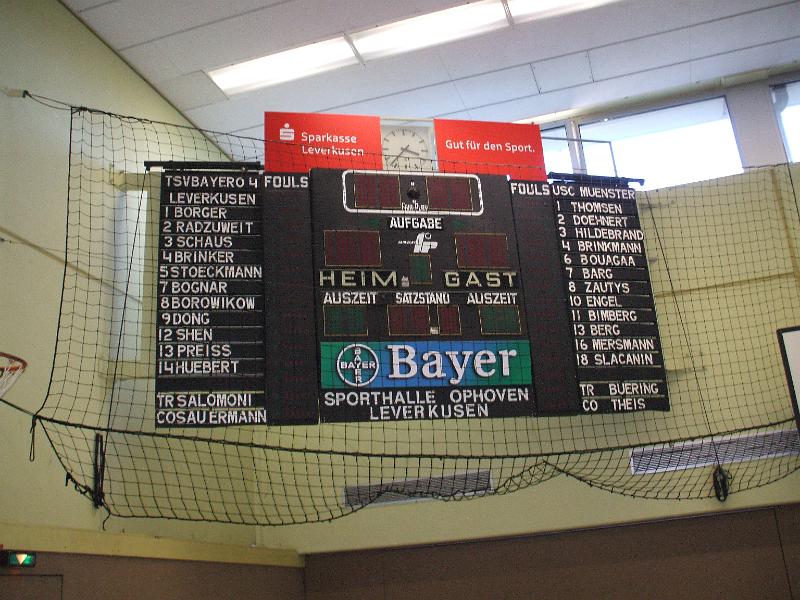 Sparkasse
Leverkusen
Gut für den Sport.
TSVBAYERO4
LEVERKUSEN
1 BORGER
2 RADZUWEIT
3 SCHAUS
4 BRINKER
5 STOECKMANN
7 BOGNAR
8 BOROWIKOW
9 DONG
12 SHEN
13 PREISS
14 HUEBERT
TR SALOMONI
CO SAUERMANN
FOULS
AUFGABE
HEIM GAST
AUSZEIT SATZSTAND AUSZEIT
BAYER
BAYER
Bayer
SPORTHALLE OPHOVEN
LEVERKUSEN
FOULS
USC MUENSTER
1 THOMSEN
2 DOEHNERT
3 HILDEBRAND
4 BRINKMANN
6 BOUAGAA
7 BARG
8 ZAUTYS
10 ENGEL
11 BIMBERG
13 BERG
16 MERSMANN
18 SLACANIN
TR BUERING
CO THEIS